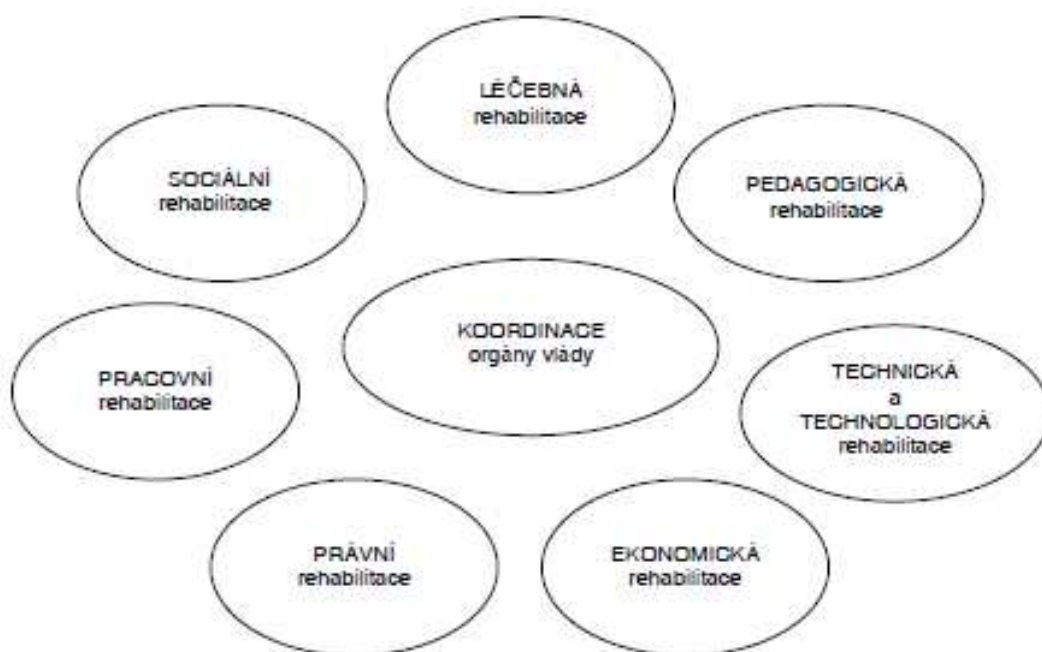 LÉČEBNÁ
rehabilitace
SOCIÁLNÍ
rehabilitace
PEDAGOGICKÁ
rehabilitace
KOORDINACE
orgány vlády
PRACOVNÍ
rehabilitace
TECHNICKÁ
a
TECHNOLOGICKÁ
rehabilitace
PRÁVNÍ
rehabilitace
EKONOMICKÁ
rehabilitace